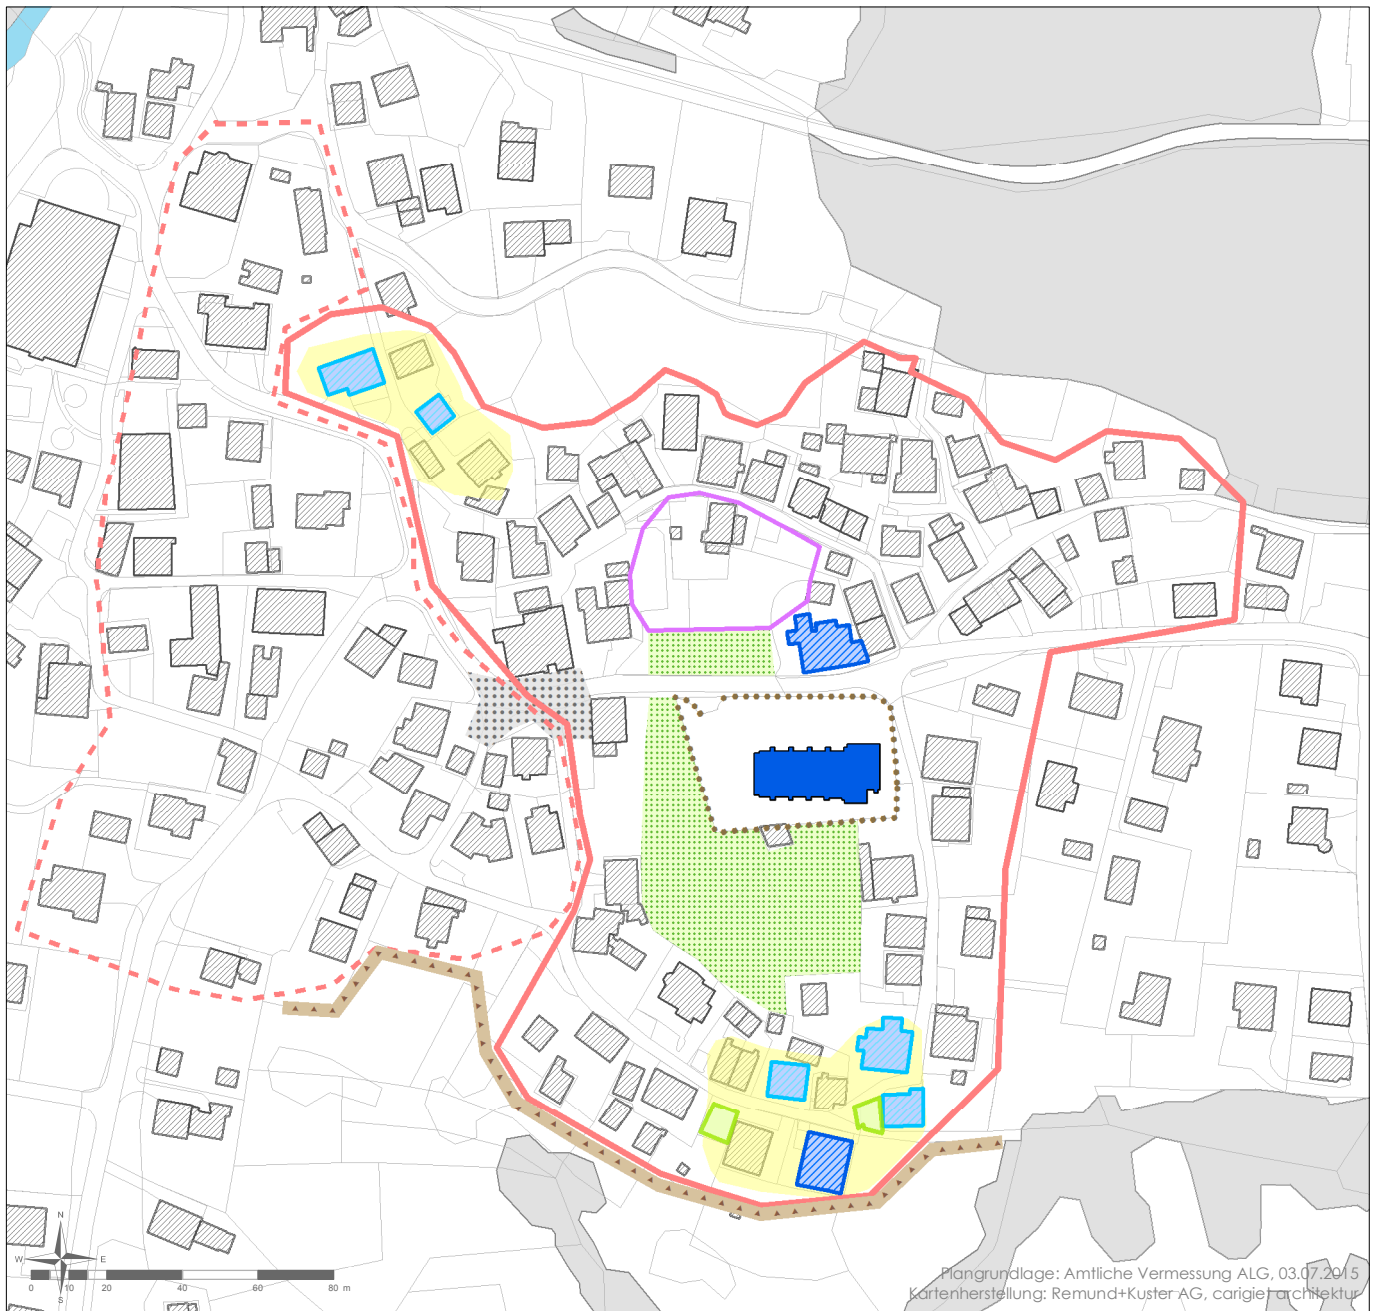 N
W E
S
0 10 20 40 60 80 m
Plangrundlage: Amtliche Vermessung ALG, 03.07.2015
Kartenherstellung: Remund+Kuster AG, carigiet architektur